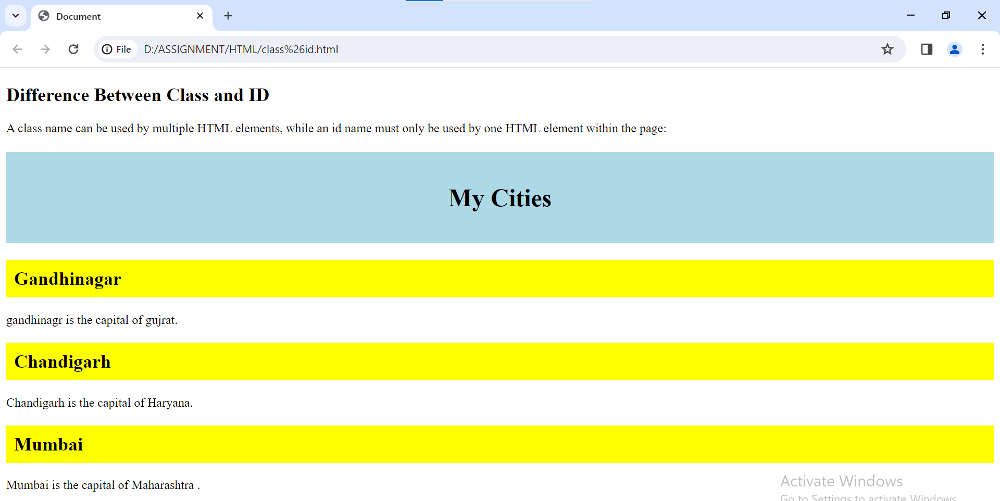 Document
File
D:/ASSIGNMENT/HTML/class%26id.html
Difference Between Class and ID
A class name can be used by multiple HTML elements, while an id name must only be used by one HTML element within the page:
My Cities
Gandhinagar
gandhinagr is the capital of gujrat.
Chandigarh
Chandigarh is the capital of Haryana.
Mumbai
Mumbai is the capital of Maharashtra .
Activate Windows
Go to Settings to activate Windows.